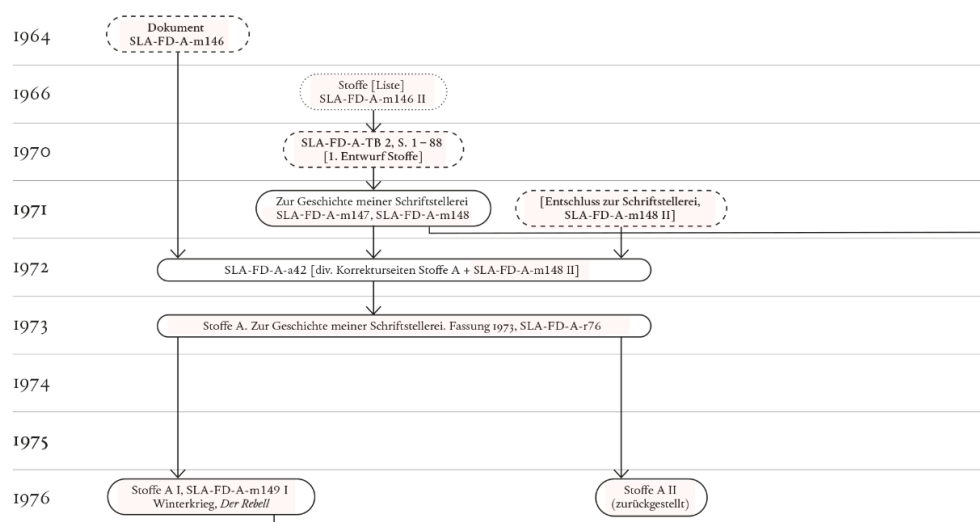 1964
Dokument
SLA-FD-A-m146
1966
Stoffe [Liste]
SLA-FD-A-m146 II
1970
SLA-FD-A-TB 2, S. 1 – 88
[1. Entwurf Stoffe]
1971
Zur Geschichte meiner Schriftstellerei
SLA-FD-A-m147, SLA-FD-A-m148
[Entschluss zur Schriftstellerei,
SLA-FD-A-m148 II]
1972
SLA-FD-A-a42 [div. Korrekturseiten Stoffe A + SLA-FD-A-m148 II]
1973
Stoffe A. Zur Geschichte meiner Schriftstellerei. Fassung 1973, SLA-FD-A-r76
1974
1975
1976
Stoffe A I, SLA-FD-A-m149 I
Winterkrieg, Der Rebell
Stoffe A II
(zurückgestellt)